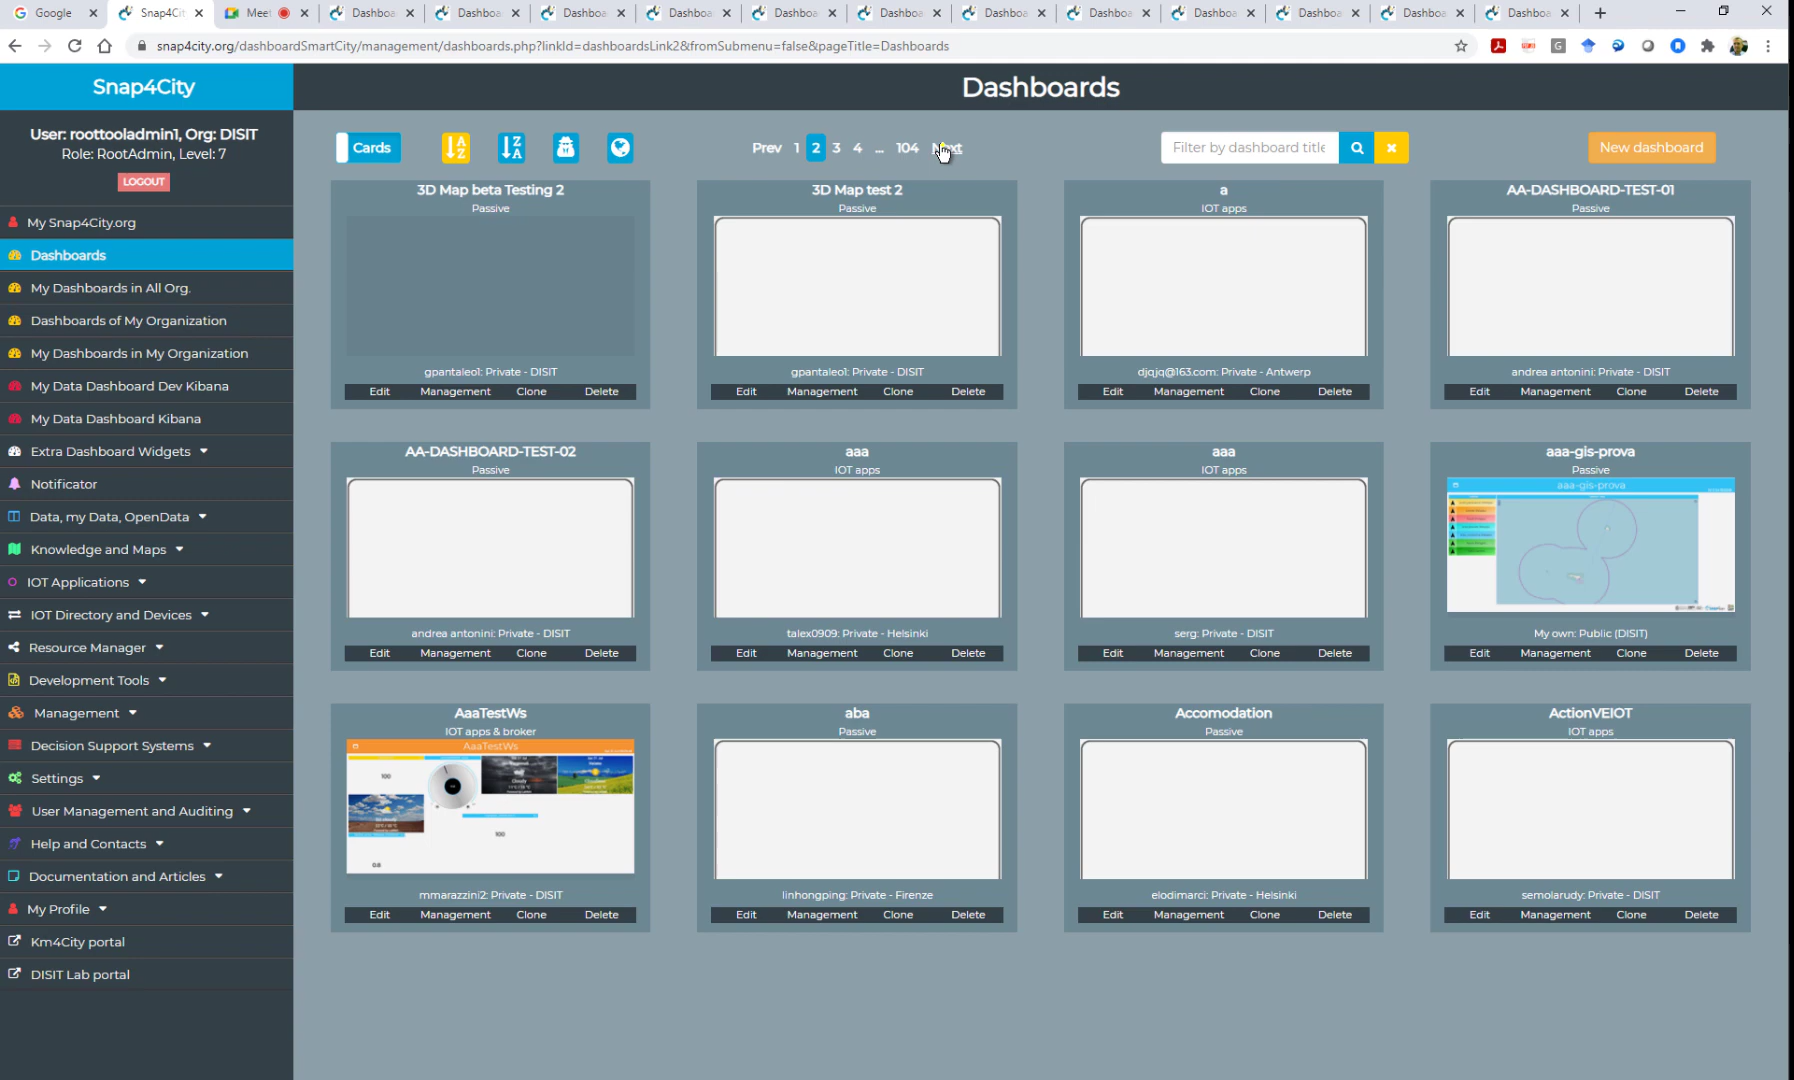 Google
Snap4City
Meet
Dashboa
Dashboa
Dashboa
Dashboa
Dashboa
Dashboa
Dashboa
Dashboa
Dashboa
Dashboa
Dashboa
Dashboa
snap4city.org/dashboardSmartCity/management/dashboards.php?linkId=dashboardsLink2&fromSubmenu=false&pageTitle=Dashboards
Snap4City
Dashboards
User: roottooladmin1, Org: DISIT
Role: RootAdmin, Level: 7
LOGOUT
My Snap4City.org
Dashboards
My Dashboards in All Org.
Dashboards of My Organization
My Dashboards in My Organization
My Data Dashboard Dev Kibana
My Data Dashboard Kibana
Extra Dashboard Widgets
Notificator
Data, my Data, OpenData
Knowledge and Maps
IOT Applications
IOT Directory and Devices
Resource Manager
Development Tools
Management
Decision Support Systems
Settings
User Management and Auditing
Help and Contacts
Documentation and Articles
My Profile
Km4City portal
DISIT Lab portal
Cards
Prev 1 2 3 4 ... 104 Next
Filter by dashboard title
New dashboard
3D Map beta Testing 2
Passive
gpantaleo1: Private - DISIT
Edit Management Clone Delete
3D Map test 2
Passive
gpantaleo1: Private - DISIT
Edit Management Clone Delete
a
IOT apps
djqjq@163.com: Private - Antwerp
Edit Management Clone Delete
AA-DASHBOARD-TEST-01
Passive
andrea antonini: Private - DISIT
Edit Management Clone Delete
AA-DASHBOARD-TEST-02
Passive
andrea antonini: Private - DISIT
Edit Management Clone Delete
aaa
IOT apps
talex0909: Private - Helsinki
Edit Management Clone Delete
aaa
IOT apps
serg: Private - DISIT
Edit Management Clone Delete
aaa-gis-prova
Passive
aaa-gis-prova
My own: Public (DISIT)
Edit Management Clone Delete
AaaTestWs
IOT apps & broker
AaaTestWs
100
100
0.8
mmarazzini2: Private - DISIT
Edit Management Clone Delete
aba
Passive
linhongping: Private - Firenze
Edit Management Clone Delete
Accomodation
Passive
elodimarci: Private - Helsinki
Edit Management Clone Delete
ActionVEIOT
IOT apps
semolarudy: Private - DISIT
Edit Management Clone Delete